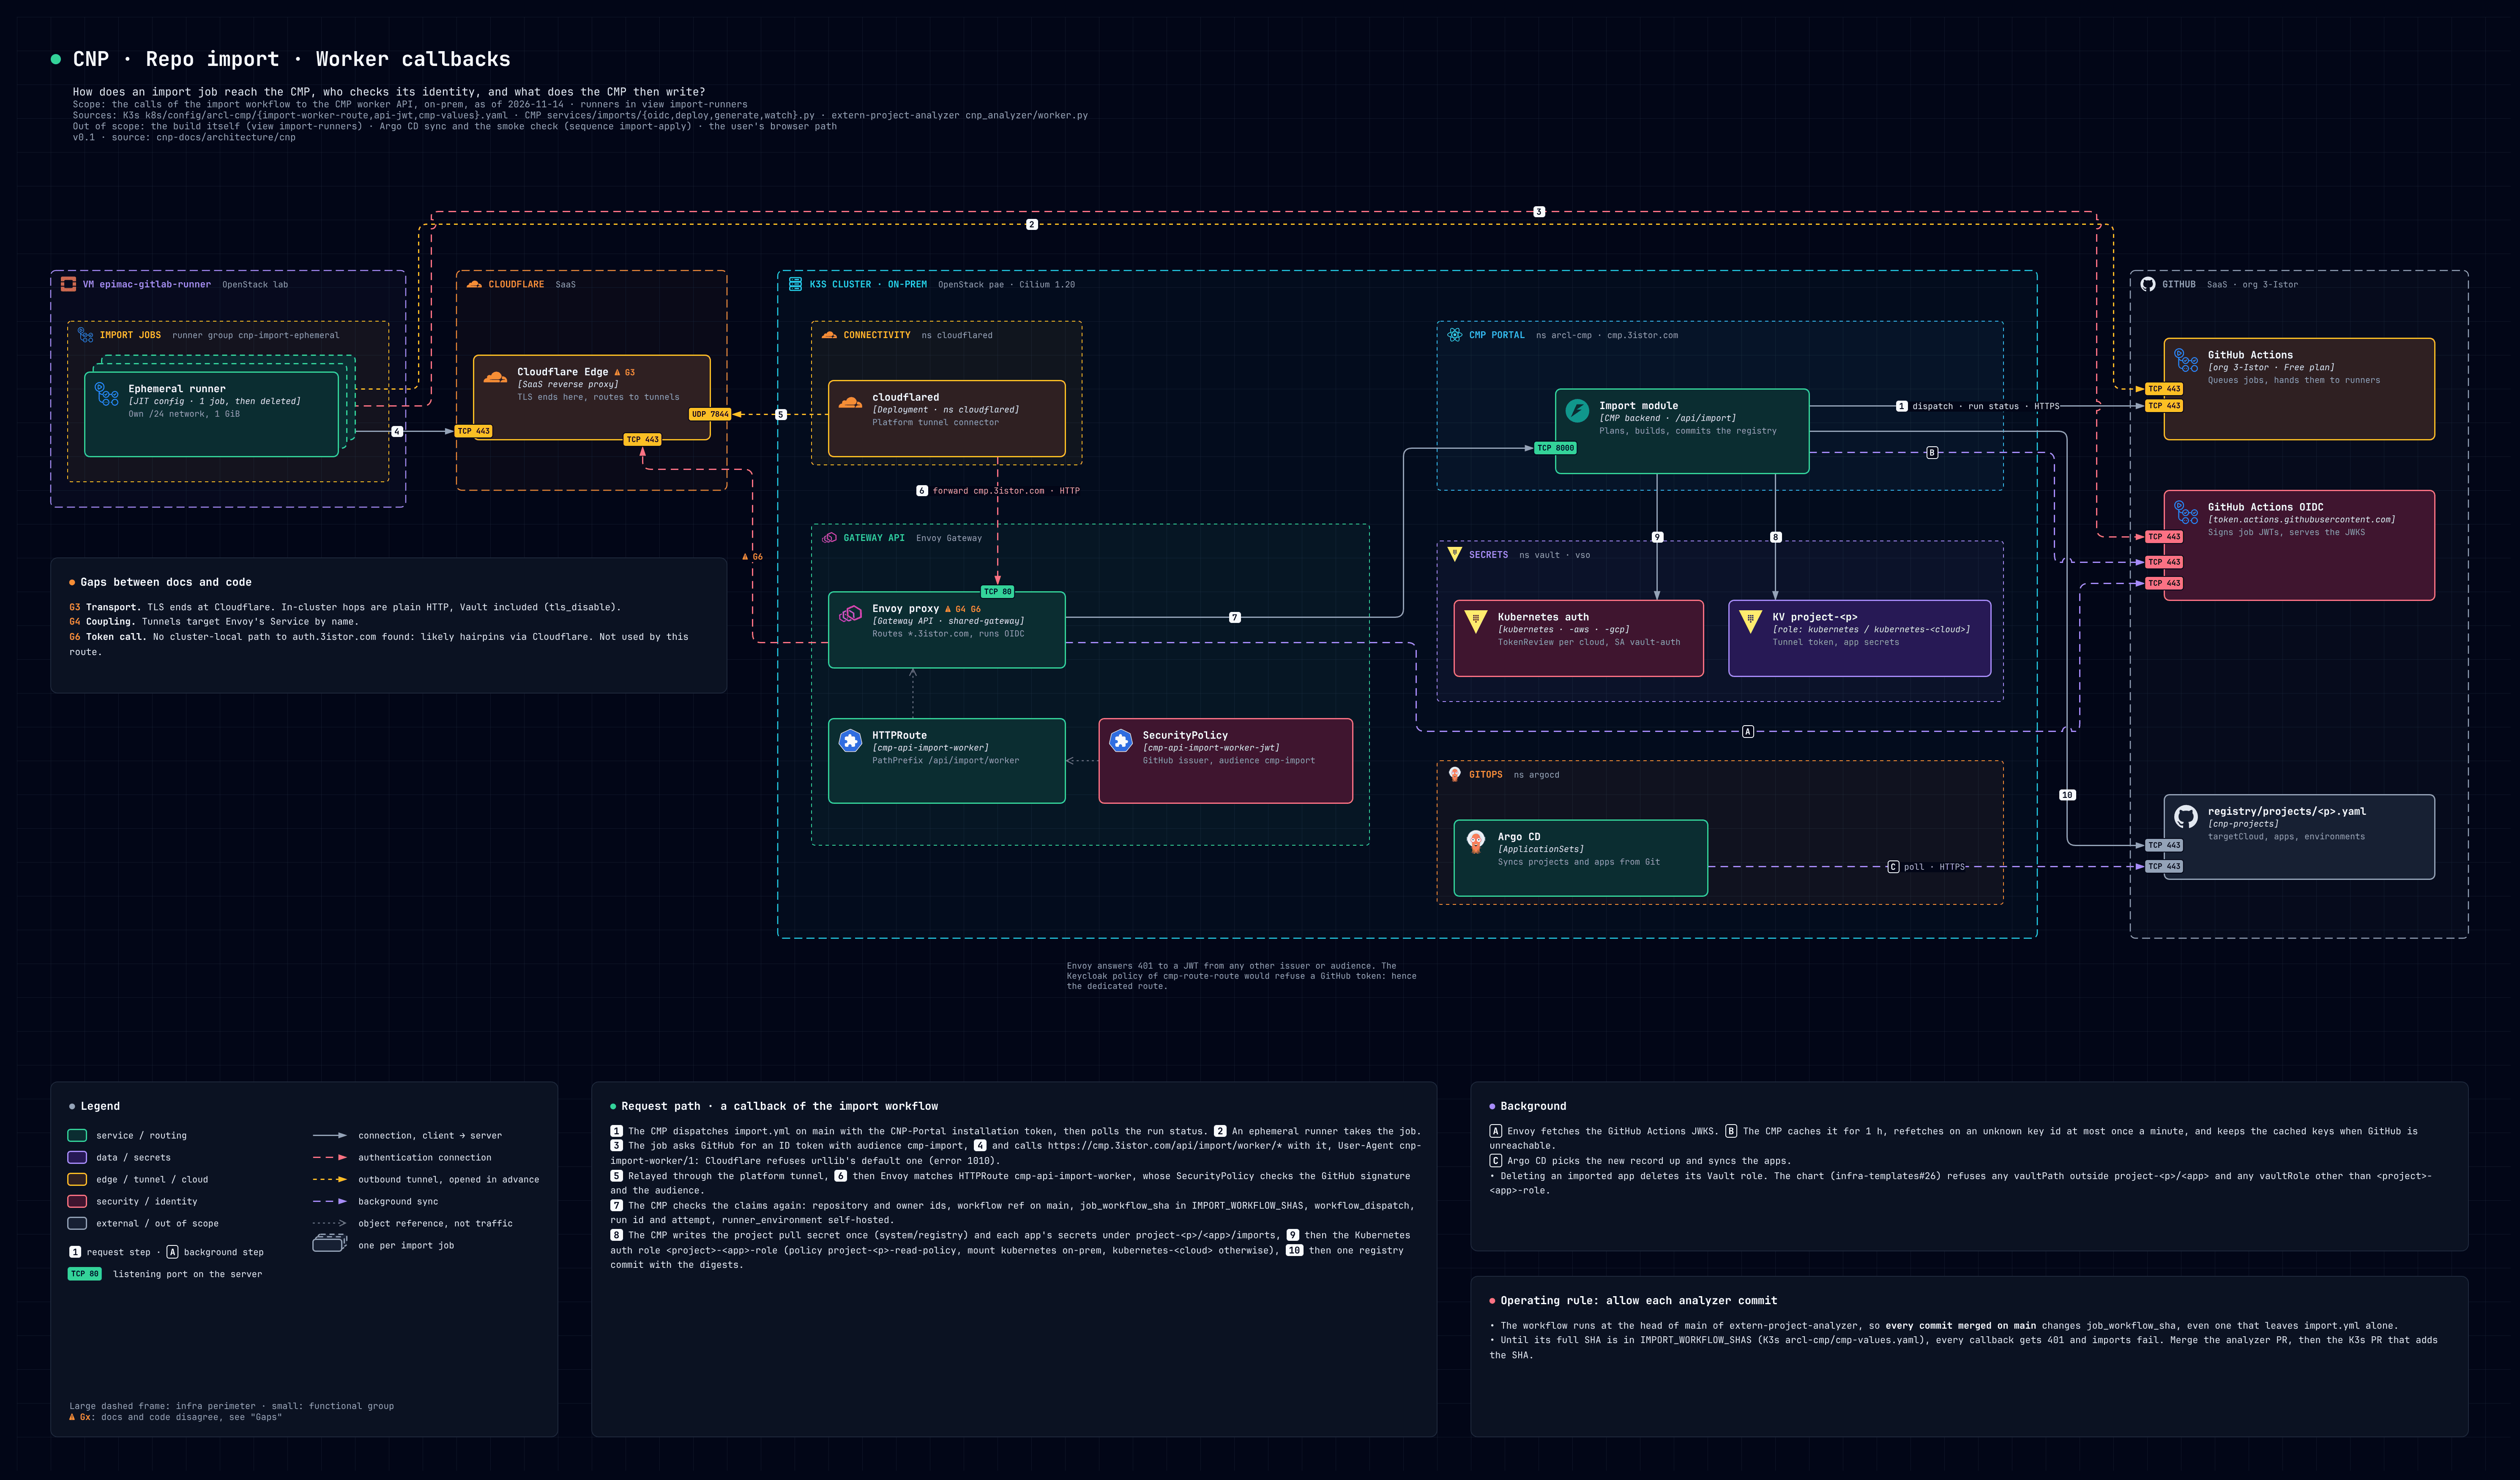 CNP · Repo import · Worker callbacks
How does an import job reach the CMP, who checks its identity, and what does the CMP then write?
Scope: the calls of the import workflow to the CMP worker API, on-prem, as of 2026-11-14 · runners in view import-runners
Sources: K3s k8s/config/arcl-cmp/{import-worker-route,api-jwt,cmp-values}.yaml · CMP services/imports/{oidc,deploy,generate,watch}.py · extern-project-analyzer cnp_analyzer/worker.py
Out of scope: the build itself (view import-runners) · Argo CD sync and the smoke check (sequence import-apply) · the user's browser path
v0.1 · source: cnp-docs/architecture/cnp
3
2
VM epimac-gitlab-runner OpenStack lab
IMPORT JOBS runner group cnp-import-ephemeral
Ephemeral runner
[JIT config · 1 job, then deleted]
Own /24 network, 1 GiB
4
CLOUDFLARE SaaS
Cloudflare Edge ▲ G3
[SaaS reverse proxy]
TLS ends here, routes to tunnels
TCP 443
TCP 443
UDP 7844
5
▲ G6
K3S CLUSTER · ON-PREM OpenStack pae · Cilium 1.20
CONNECTIVITY ns cloudflared
cloudflared
[Deployment · ns cloudflared]
Platform tunnel connector
6 forward cmp.3istor.com · HTTP
GATEWAY API Envoy Gateway
TCP 80
Envoy proxy ▲ G4 G6
[Gateway API · shared-gateway]
Routes *.3istor.com, runs OIDC
7
HTTPRoute
[cmp-api-import-worker]
PathPrefix /api/import/worker
SecurityPolicy
[cmp-api-import-worker-jwt]
GitHub issuer, audience cmp-import
CMP PORTAL ns arcl-cmp · cmp.3istor.com
Import module
[CMP backend · /api/import]
Plans, builds, commits the registry
TCP 8000
1 dispatch · run status · HTTPS
B
9
8
SECRETS ns vault · vso
Kubernetes auth
[kubernetes · -aws · -gcp]
TokenReview per cloud, SA vault-auth
KV project-<p>
[role: kubernetes / kubernetes-<cloud>]
Tunnel token, app secrets
A
GITOPS ns argocd
Argo CD
[ApplicationSets]
Syncs projects and apps from Git
C poll · HTTPS
10
GITHUB SaaS · org 3-Istor
GitHub Actions
[org 3-Istor · Free plan]
Queues jobs, hands them to runners
TCP 443
TCP 443
GitHub Actions OIDC
[token.actions.githubusercontent.com]
Signs job JWTs, serves the JWKS
TCP 443
TCP 443
TCP 443
registry/projects/<p>.yaml
[cnp-projects]
targetCloud, apps, environments
TCP 443
TCP 443
Gaps between docs and code
G3 Transport. TLS ends at Cloudflare. In-cluster hops are plain HTTP, Vault included (tls_disable).
G4 Coupling. Tunnels target Envoy's Service by name.
G6 Token call. No cluster-local path to auth.3istor.com found: likely hairpins via Cloudflare. Not used by this
route.
Envoy answers 401 to a JWT from any other issuer or audience. The
Keycloak policy of cmp-route-route would refuse a GitHub token: hence
the dedicated route.
Legend
service / routing
data / secrets
edge / tunnel / cloud
security / identity
external / out of scope
1 request step · A background step
TCP 80 listening port on the server
connection, client → server
authentication connection
outbound tunnel, opened in advance
background sync
object reference, not traffic
one per import job
Large dashed frame: infra perimeter · small: functional group
▲ Gx: docs and code disagree, see "Gaps"
Request path · a callback of the import workflow
1 The CMP dispatches import.yml on main with the CNP-Portal installation token, then polls the run status. 2 An ephemeral runner takes the job.
3 The job asks GitHub for an ID token with audience cmp-import, 4 and calls https://cmp.3istor.com/api/import/worker/* with it, User-Agent cnp-
import-worker/1: Cloudflare refuses urllib's default one (error 1010).
5 Relayed through the platform tunnel, 6 then Envoy matches HTTPRoute cmp-api-import-worker, whose SecurityPolicy checks the GitHub signature
and the audience.
7 The CMP checks the claims again: repository and owner ids, workflow ref on main, job_workflow_sha in IMPORT_WORKFLOW_SHAS, workflow_dispatch,
run id and attempt, runner_environment self-hosted.
8 The CMP writes the project pull secret once (system/registry) and each app's secrets under project-<p>/<app>/imports, 9 then the Kubernetes
auth role <project>-<app>-role (policy project-<p>-read-policy, mount kubernetes on-prem, kubernetes-<cloud> otherwise), 10 then one registry
commit with the digests.
Background
A Envoy fetches the GitHub Actions JWKS. B The CMP caches it for 1 h, refetches on an unknown key id at most once a minute, and keeps the cached keys when GitHub is
unreachable.
C Argo CD picks the new record up and syncs the apps.
• Deleting an imported app deletes its Vault role. The chart (infra-templates#26) refuses any vaultPath outside project-<p>/<app> and any vaultRole other than <project>-
<app>-role.
Operating rule: allow each analyzer commit
• The workflow runs at the head of main of extern-project-analyzer, so every commit merged on main changes job_workflow_sha, even one that leaves import.yml alone.
• Until its full SHA is in IMPORT_WORKFLOW_SHAS (K3s arcl-cmp/cmp-values.yaml), every callback gets 401 and imports fail. Merge the analyzer PR, then the K3s PR that adds
the SHA.